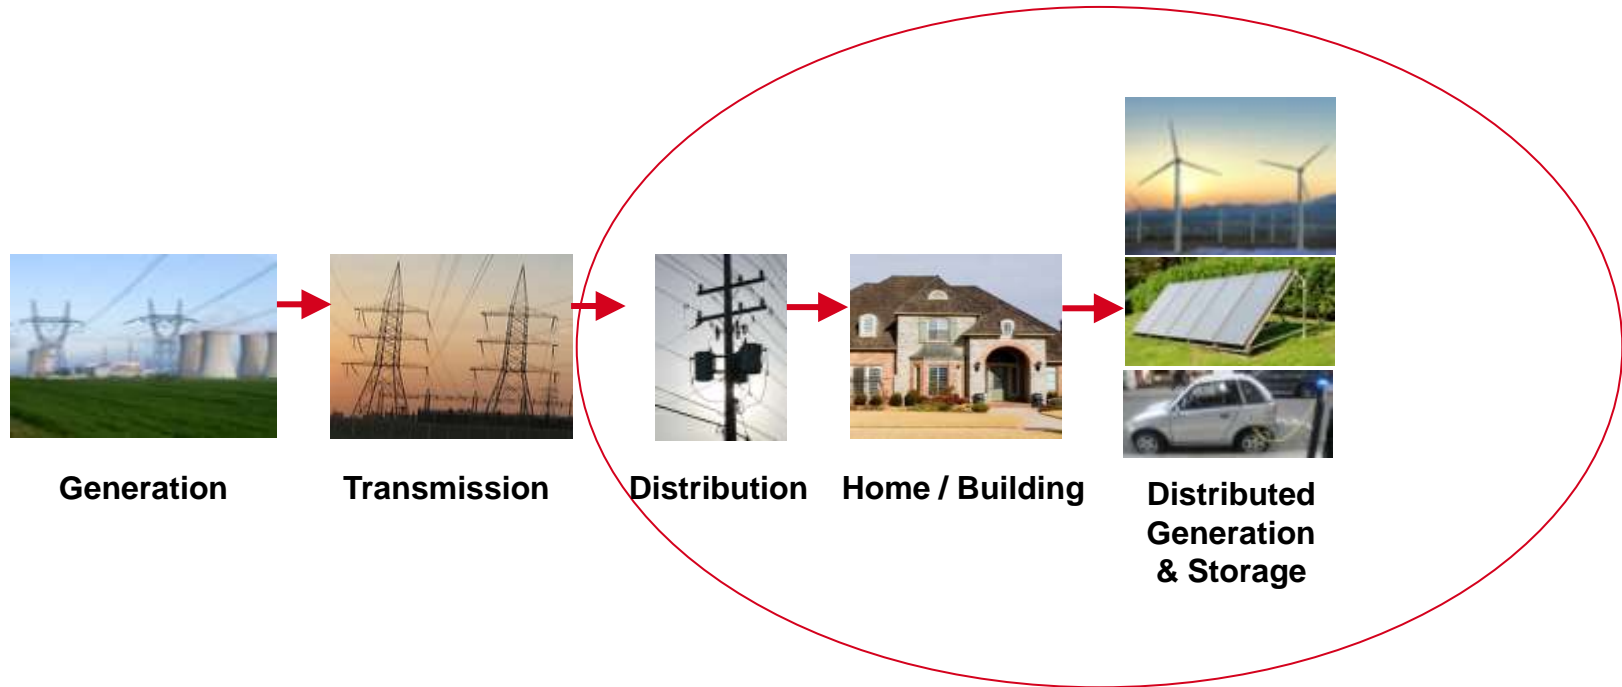 Generation
Transmission
Distribution
Home / Building
Distributed
Generation
& Storage